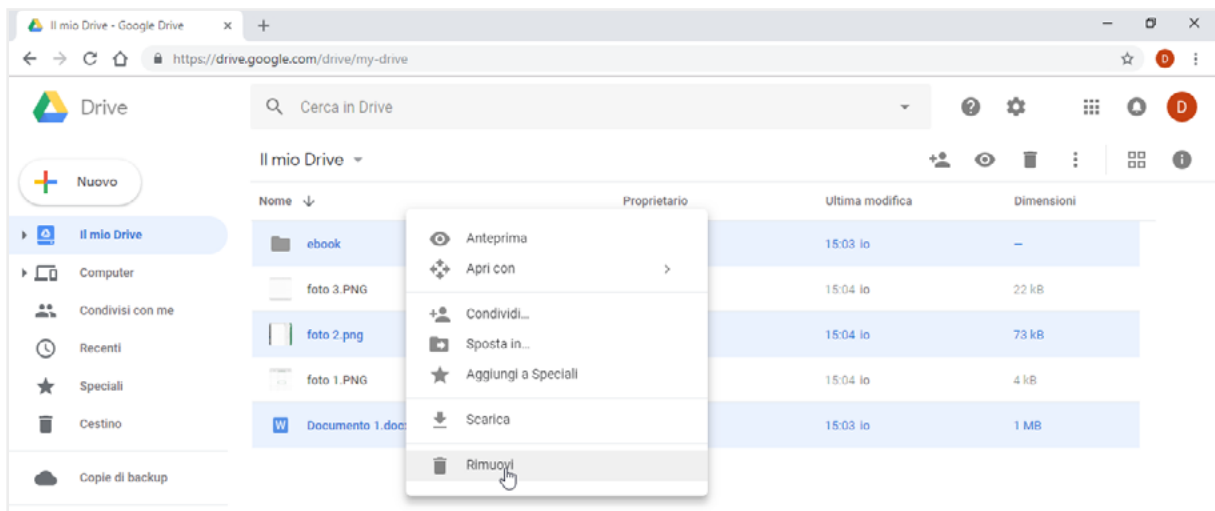 Il mio Drive - Google Drive
https://drive.google.com/drive/my-drive
D
Drive
Cerca in Drive
D
Nuovo
Il mio Drive
Nome
Proprietario
Ultima modifica
Dimensioni
Il mio Drive
Computer
Condivisi con me
Recenti
Speciali
Cestino
Copie di backup
ebook
15:03 io
–
foto 3.PNG
15:04 io
22 kB
foto 2.png
15:04 io
73 kB
foto 1.PNG
15:04 io
4 kB
W
Documento 1.doc
15:03 io
1 MB
Anteprima
Apri con
Condividi...
Sposta in...
Aggiungi a Speciali
Scarica
Rimuovi